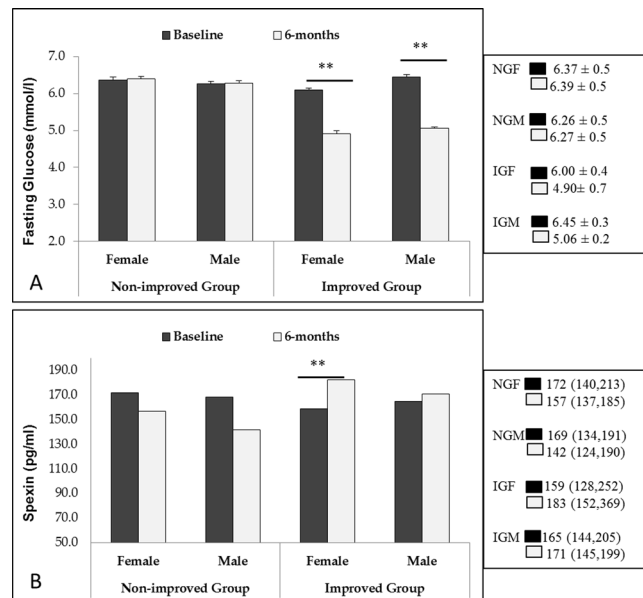 Baseline 6-months
Fasting Glucose (mmol/l)
7.0
6.0
5.0
4.0
3.0
2.0
** **
Female Male Female Male
Non-improved Group Improved Group
A
NGF 6.37 ± 0.5
6.39 ± 0.5
NGM 6.26 ± 0.5
6.27 ± 0.5
IGF 6.00 ± 0.4
4.90± 0.7
IGM 6.45 ± 0.3
5.06 ± 0.2
Baseline 6-months
Spexin (pg/ml)
190.0
170.0
150.0
130.0
110.0
90.0
70.0
50.0
**
Female Male Female Male
Non-improved Group Improved Group
B
NGF 172 (140,213)
157 (137,185)
NGM 169 (134,191)
142 (124,190)
IGF 159 (128,252)
183 (152,369)
IGM 165 (144,205)
171 (145,199)